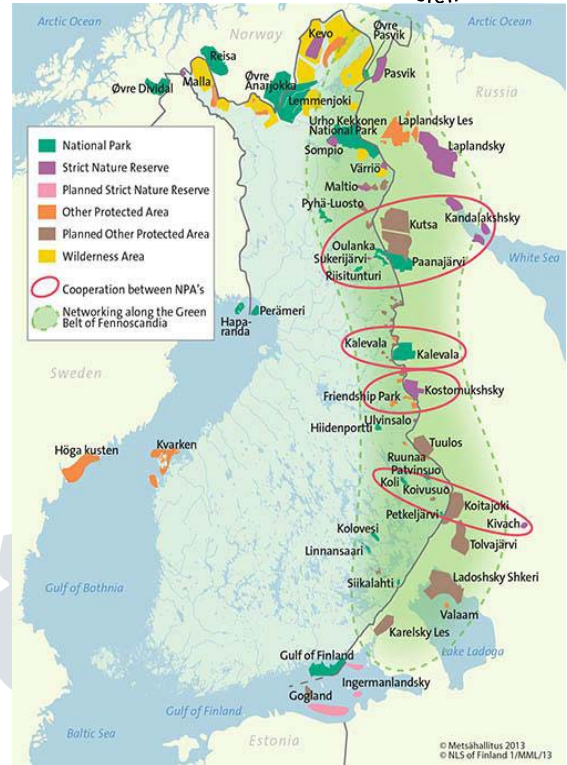 Arctic Ocean
Norway
Øvre
Pasvik
Arctic Ocean
Reisa
Kevo
Pasvik
Øvre Dividal
Malla
Øvre
Anarjokka
Lemmenjoki
Russia
Urho Kekkonen
National Park
Laplandsky Les
Laplandsky
Sompio
Värriö
Maltio
Pyhä-Luosto
Kutsa
Kandalakshsky
Oulanka
Sukerijärvi
Riisitunturi
Paanajärvi
White Sea
National Park
Strict Nature Reserve
Planned Strict Nature Reserve
Other Protected Area
Planned Other Protected Area
Wilderness Area
Cooperation between NPA's
Networking along the Green
Belt of Fennoscandia
Hapa-
randa
Perämeri
Kalevala
Kalevala
Sweden
Friendship Park
Kostomukshsky
Ulvinsalo
Hiidenportti
Höga kusten
Kvarken
Tuulos
Ruunaa
Patvinsuo
Koli
Koivusuo
Koitajoki
Petkeljärvi
Kivach
Kolovesi
Tolvajärvi
Linnansaari
Siikalahti
Ladoshsky Shkeri
Gulf of Bothnia
Valaam
Karelsky Les
Lake Ladoga
Gulf of Finland
Ingermanlandsky
Gogland
Gulf of Finland
Baltic Sea
Estonia
© Metsähallitus 2013
© NLS of Finland 1/MML/13